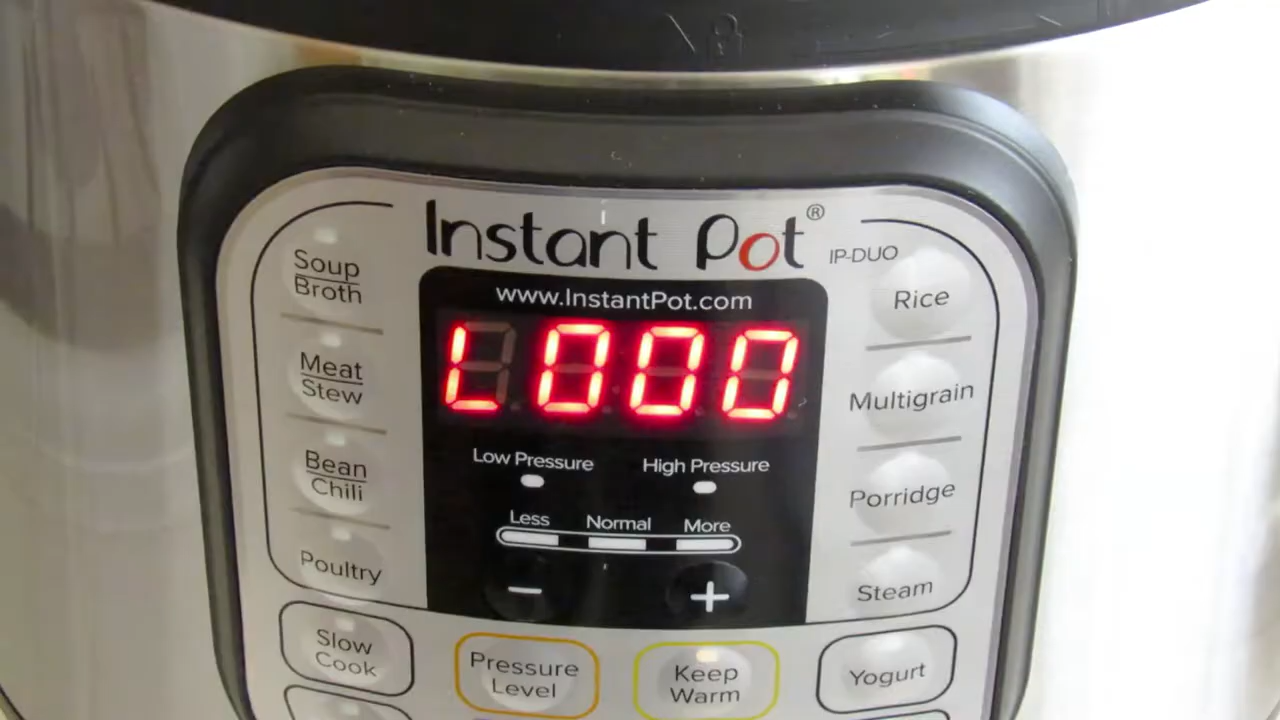 Instant Pot®
IP-DUO
www.InstantPot.com
L000
Soup
Broth
Meat
Stew
Bean
Chili
Poultry
Rice
Multigrain
Porridge
Steam
Low Pressure
High Pressure
Less
Normal
More
−
+
Slow
Cook
Pressure
Level
Keep
Warm
Yogurt